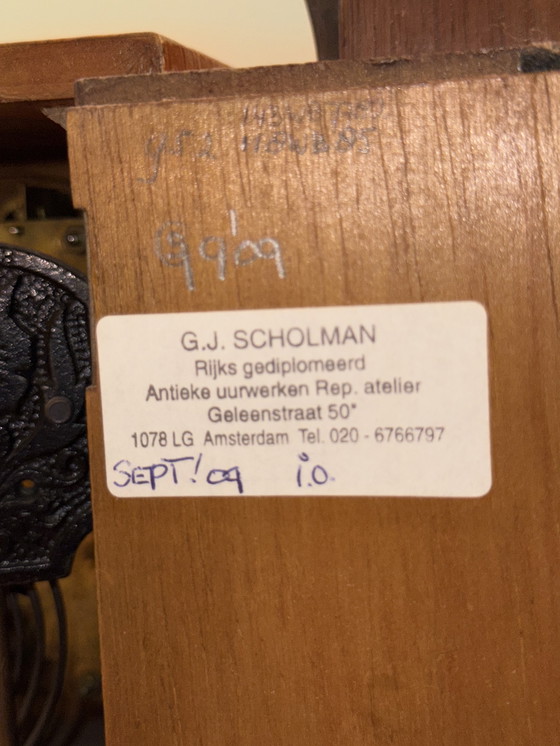 952
9'09
G.J. SCHOLMAN
Rijks gediplomeerd
Antieke uurwerken Rep. atelier
Geleenstraat 50"
1078 LG Amsterdam Tel. 020 - 6766797
SEPT! 09 i.o.